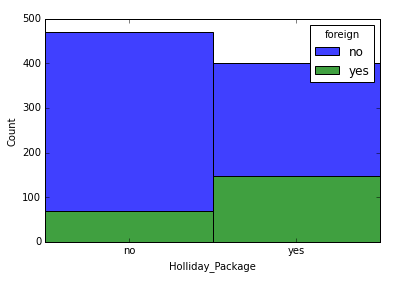 500
400
300
200
100
0
Count
foreign
no
yes
no yes
Holliday_Package